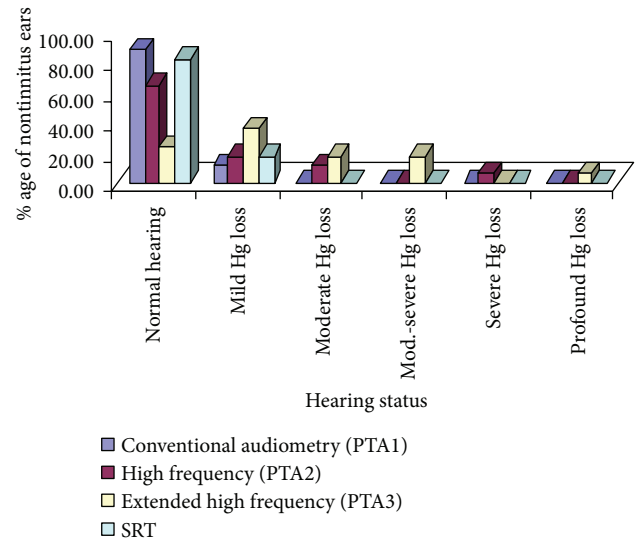 100.00
80.00
60.00
40.00
20.00
0.00
% age of nontinnitus ears
Normal hearing
Mild Hg loss
Moderate Hg loss
Mod.-severe Hg loss
Severe Hg loss
Profound Hg loss
Hearing status
Conventional audiometry (PTA1)
High frequency (PTA2)
Extended high frequency (PTA3)
SRT